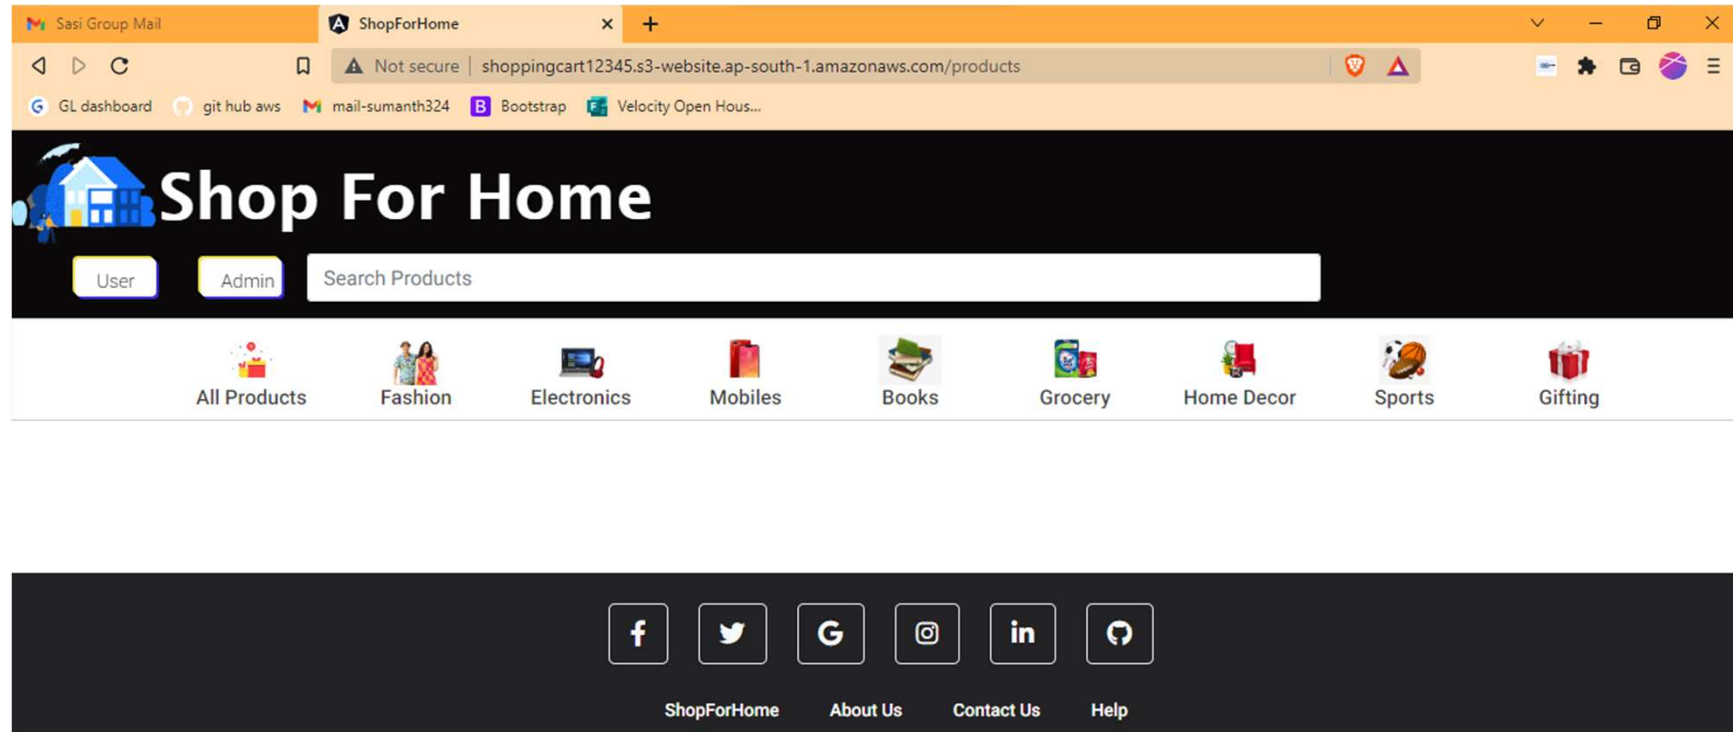 Sasi Group Mail
ShopForHome
Not secure | shoppingcart12345.s3-website.ap-south-1.amazonaws.com/products
GL dashboard git hub aws mail-sumanth324 B Bootstrap Velocity Open Hous...
Shop For Home
User Admin Search Products
All Products Fashion Electronics Mobiles Books Grocery Home Decor Sports Gifting
ShopForHome About Us Contact Us Help